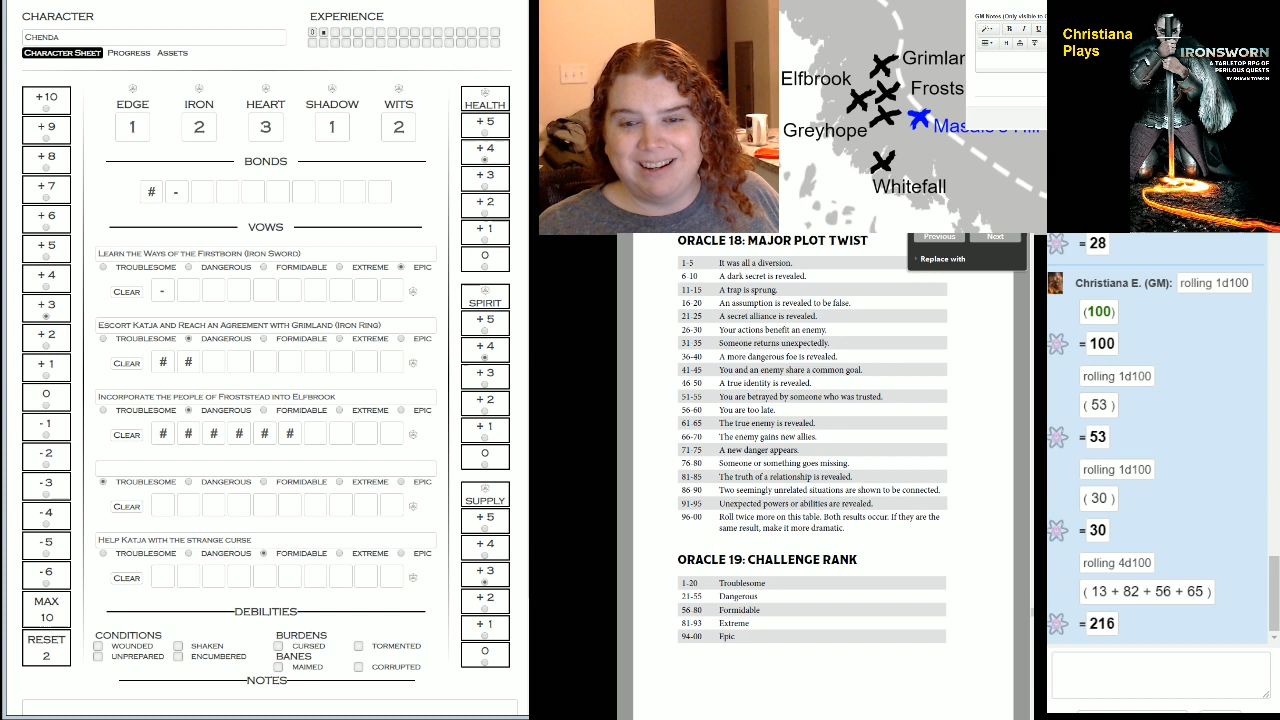 CHARACTER
EXPERIENCE
CHENDA
CHARACTER SHEET PROGRESS ASSETS
+10
+9
+8
+7
+6
+5
+4
+3
+2
+1
0
-1
-2
-3
-4
-5
-6
MAX
10
RESET
2
EDGE IRON HEART SHADOW WITS
1 2 3 1 2
BONDS
# -
VOWS
LEARN THE WAYS OF THE FIRSTBORN (IRON SWORD)
TROUBLESOME DANGEROUS FORMIDABLE EXTREME EPIC
CLEAR -
ESCORT KATJA AND REACH AN AGREEMENT WITH GRIMLAND (IRON RING)
TROUBLESOME DANGEROUS FORMIDABLE EXTREME EPIC
CLEAR # #
INCORPORATE THE PEOPLE OF FROSTSTEAD INTO ELFBROOK
TROUBLESOME DANGEROUS FORMIDABLE EXTREME EPIC
CLEAR # # # # # #
TROUBLESOME DANGEROUS FORMIDABLE EXTREME EPIC
CLEAR
HELP KATJA WITH THE STRANGE CURSE
TROUBLESOME DANGEROUS FORMIDABLE EXTREME EPIC
CLEAR
DEBILITIES
CONDITIONS
WOUNDED SHAKEN
UNPREPARED ENCUMBERED
BURDENS
CURSED TORMENTED
BANES
MAIMED CORRUPTED
NOTES
HEALTH
+5
+4
+3
+2
+1
0
SPIRIT
+5
+4
+3
+2
+1
0
SUPPLY
+5
+4
+3
+2
+1
0
Elfbrook
Grimlar
Frosts
Greyhope
Whitefall
GM Notes (Only visible to
B I U
Christiana
Plays
IRONSWORN
A TABLETOP RPG OF
PERILOUS QUESTS
BY SHAWN TOMKIN
Previous Next
Replace with
ORACLE 18: MAJOR PLOT TWIST
1-5 It was all a diversion.
6-10 A dark secret is revealed.
11-15 A trap is sprung.
16-20 An assumption is revealed to be false.
21-25 A secret alliance is revealed.
26-30 Your actions benefit an enemy.
31-35 Someone returns unexpectedly.
36-40 A more dangerous foe is revealed.
41-45 You and an enemy share a common goal.
46-50 A true identity is revealed.
51-55 You are betrayed by someone who was trusted.
56-60 You are too late.
61-65 The true enemy is revealed.
66-70 The enemy gains new allies.
71-75 A new danger appears.
76-80 Someone or something goes missing.
81-85 The truth of a relationship is revealed.
86-90 Two seemingly unrelated situations are shown to be connected.
91-95 Unexpected powers or abilities are revealed.
96-00 Roll twice more on this table. Both results occur. If they are the
same result, make it more dramatic.
ORACLE 19: CHALLENGE RANK
1-20 Troublesome
21-55 Dangerous
56-80 Formidable
81-93 Extreme
94-00 Epic
= 28
Christiana E. (GM): rolling 1d100
(100)
= 100
rolling 1d100
( 53 )
= 53
rolling 1d100
( 30 )
= 30
rolling 4d100
( 13 + 82 + 56 + 65 )
= 216